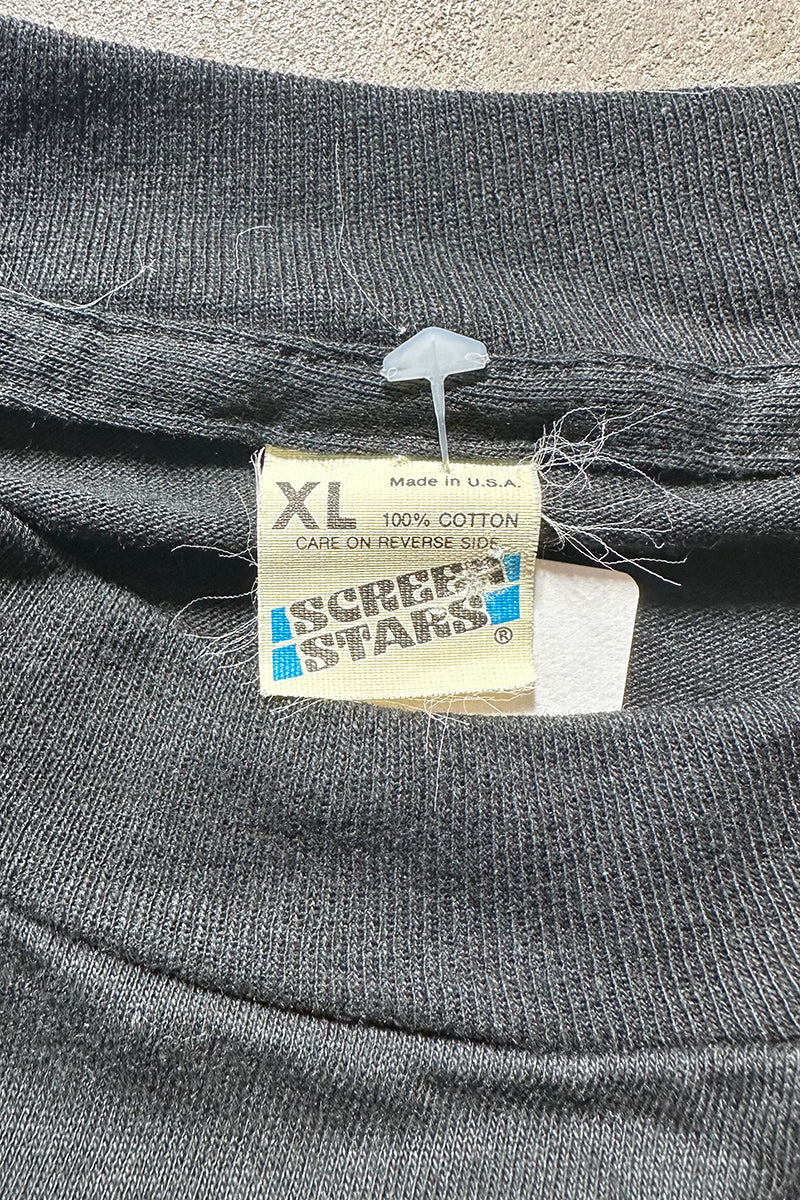 Made in U.S.A.
XL
100% COTTON
CARE ON REVERSE SIDE
SCREEN
STARS®